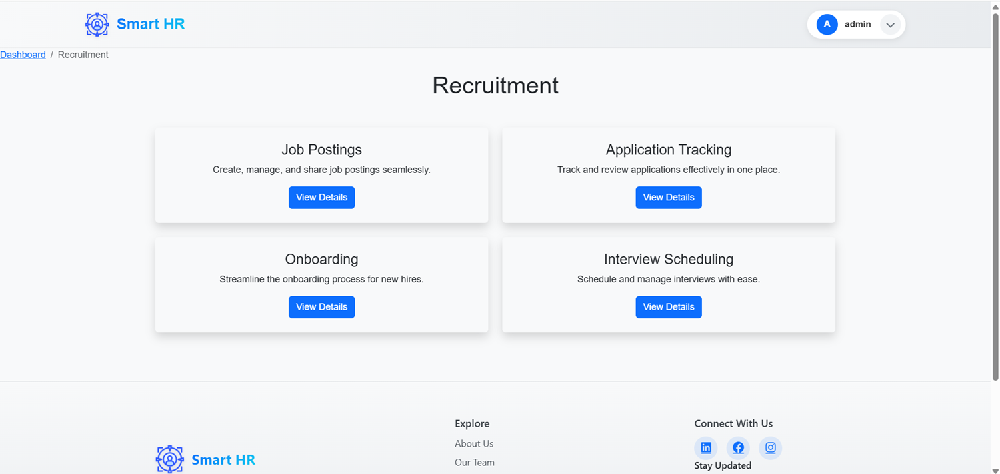 Smart HR
A admin
Dashboard / Recruitment
Recruitment
Job Postings
Create, manage, and share job postings seamlessly.
View Details
Application Tracking
Track and review applications effectively in one place.
View Details
Onboarding
Streamline the onboarding process for new hires.
View Details
Interview Scheduling
Schedule and manage interviews with ease.
View Details
Smart HR
Explore
About Us
Our Team
Connect With Us
in
Stay Updated